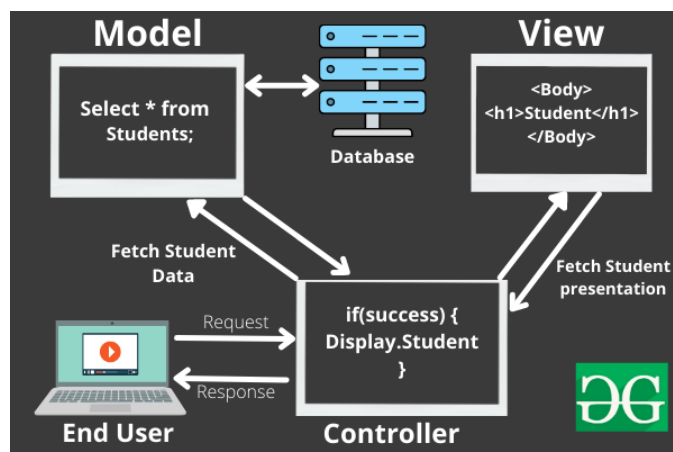 Model
View
Select * from
Students;
Database
<Body>
<h1>Student</h1>
</Body>
Fetch Student
Data
Fetch Student
presentation
Request
Response
if(success) {
Display.Student
}
End User
Controller
GG